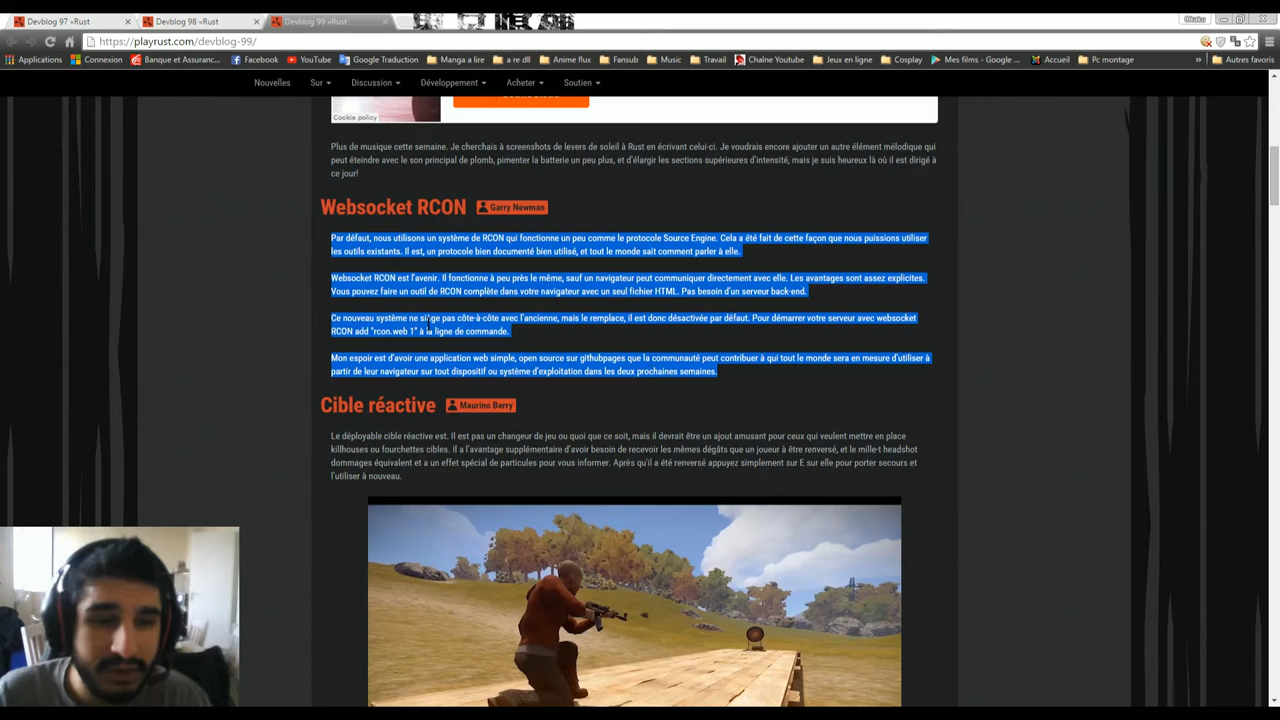 Devblog 97 «Rust
Devblog 98 «Rust
Devblog 99 «Rust
Okaku
https://playrust.com/devblog-99/
Applications
Connexion
Banque et Assuranc...
Facebook
YouTube
Google Traduction
Manga a lire
a re dll
Anime flux
Fansub
Music
Travail
Chaîne Youtube
Jeux en ligne
Cosplay
Mes films - Google ...
Accueil
Pc montage
»
Autres favoris
Nouvelles
Sur
Discussion
Développement
Acheter
Soutien
Cookie policy
Plus de musique cette semaine. Je cherchais à screenshots de levers de soleil à Rust en écrivant celui-ci. Je voudrais encore ajouter un autre élément mélodique qui
peut éteindre avec le son principal de plomb, pimenter la batterie un peu plus, et d'élargir les sections supérieures d'intensité, mais je suis heureux là où il est dirigé à
ce jour!
Websocket RCON
Garry Newman
Par défaut, nous utilisons un système de RCON qui fonctionne un peu comme le protocole Source Engine. Cela a été fait de cette façon que nous puissions utiliser
les outils existants. Il est, un protocole bien documenté bien utilisé, et tout le monde sait comment parler à elle.
Websocket RCON est l'avenir. Il fonctionne à peu près le même, sauf un navigateur peut communiquer directement avec elle. Les avantages sont assez explicites.
Vous pouvez faire un outil de RCON complète dans votre navigateur avec un seul fichier HTML. Pas besoin d'un serveur back-end.
Ce nouveau système ne siège pas côte-à-côte avec l'ancienne, mais le remplace, il est donc désactivée par défaut. Pour démarrer votre serveur avec websocket
RCON add "rcon.web 1" à la ligne de commande.
Mon espoir est d'avoir une application web simple, open source sur githubpages que la communauté peut contribuer à qui tout le monde sera en mesure d'utiliser à
partir de leur navigateur sur tout dispositif ou système d'exploitation dans les deux prochaines semaines.
Cible réactive
Maurino Berry
Le déployable cible réactive est. Il est pas un changeur de jeu ou quoi que ce soit, mais il devrait être un ajout amusant pour ceux qui veulent mettre en place
killhouses ou fourchettes cibles. Il a l'avantage supplémentaire d'avoir besoin de recevoir les mêmes dégâts que un joueur à être renversé, et le mille-t headshot
dommages équivalent et a un effet spécial de particules pour vous informer. Après qu'il a été renversé appuyez simplement sur E sur elle pour porter secours et
l'utiliser à nouveau.